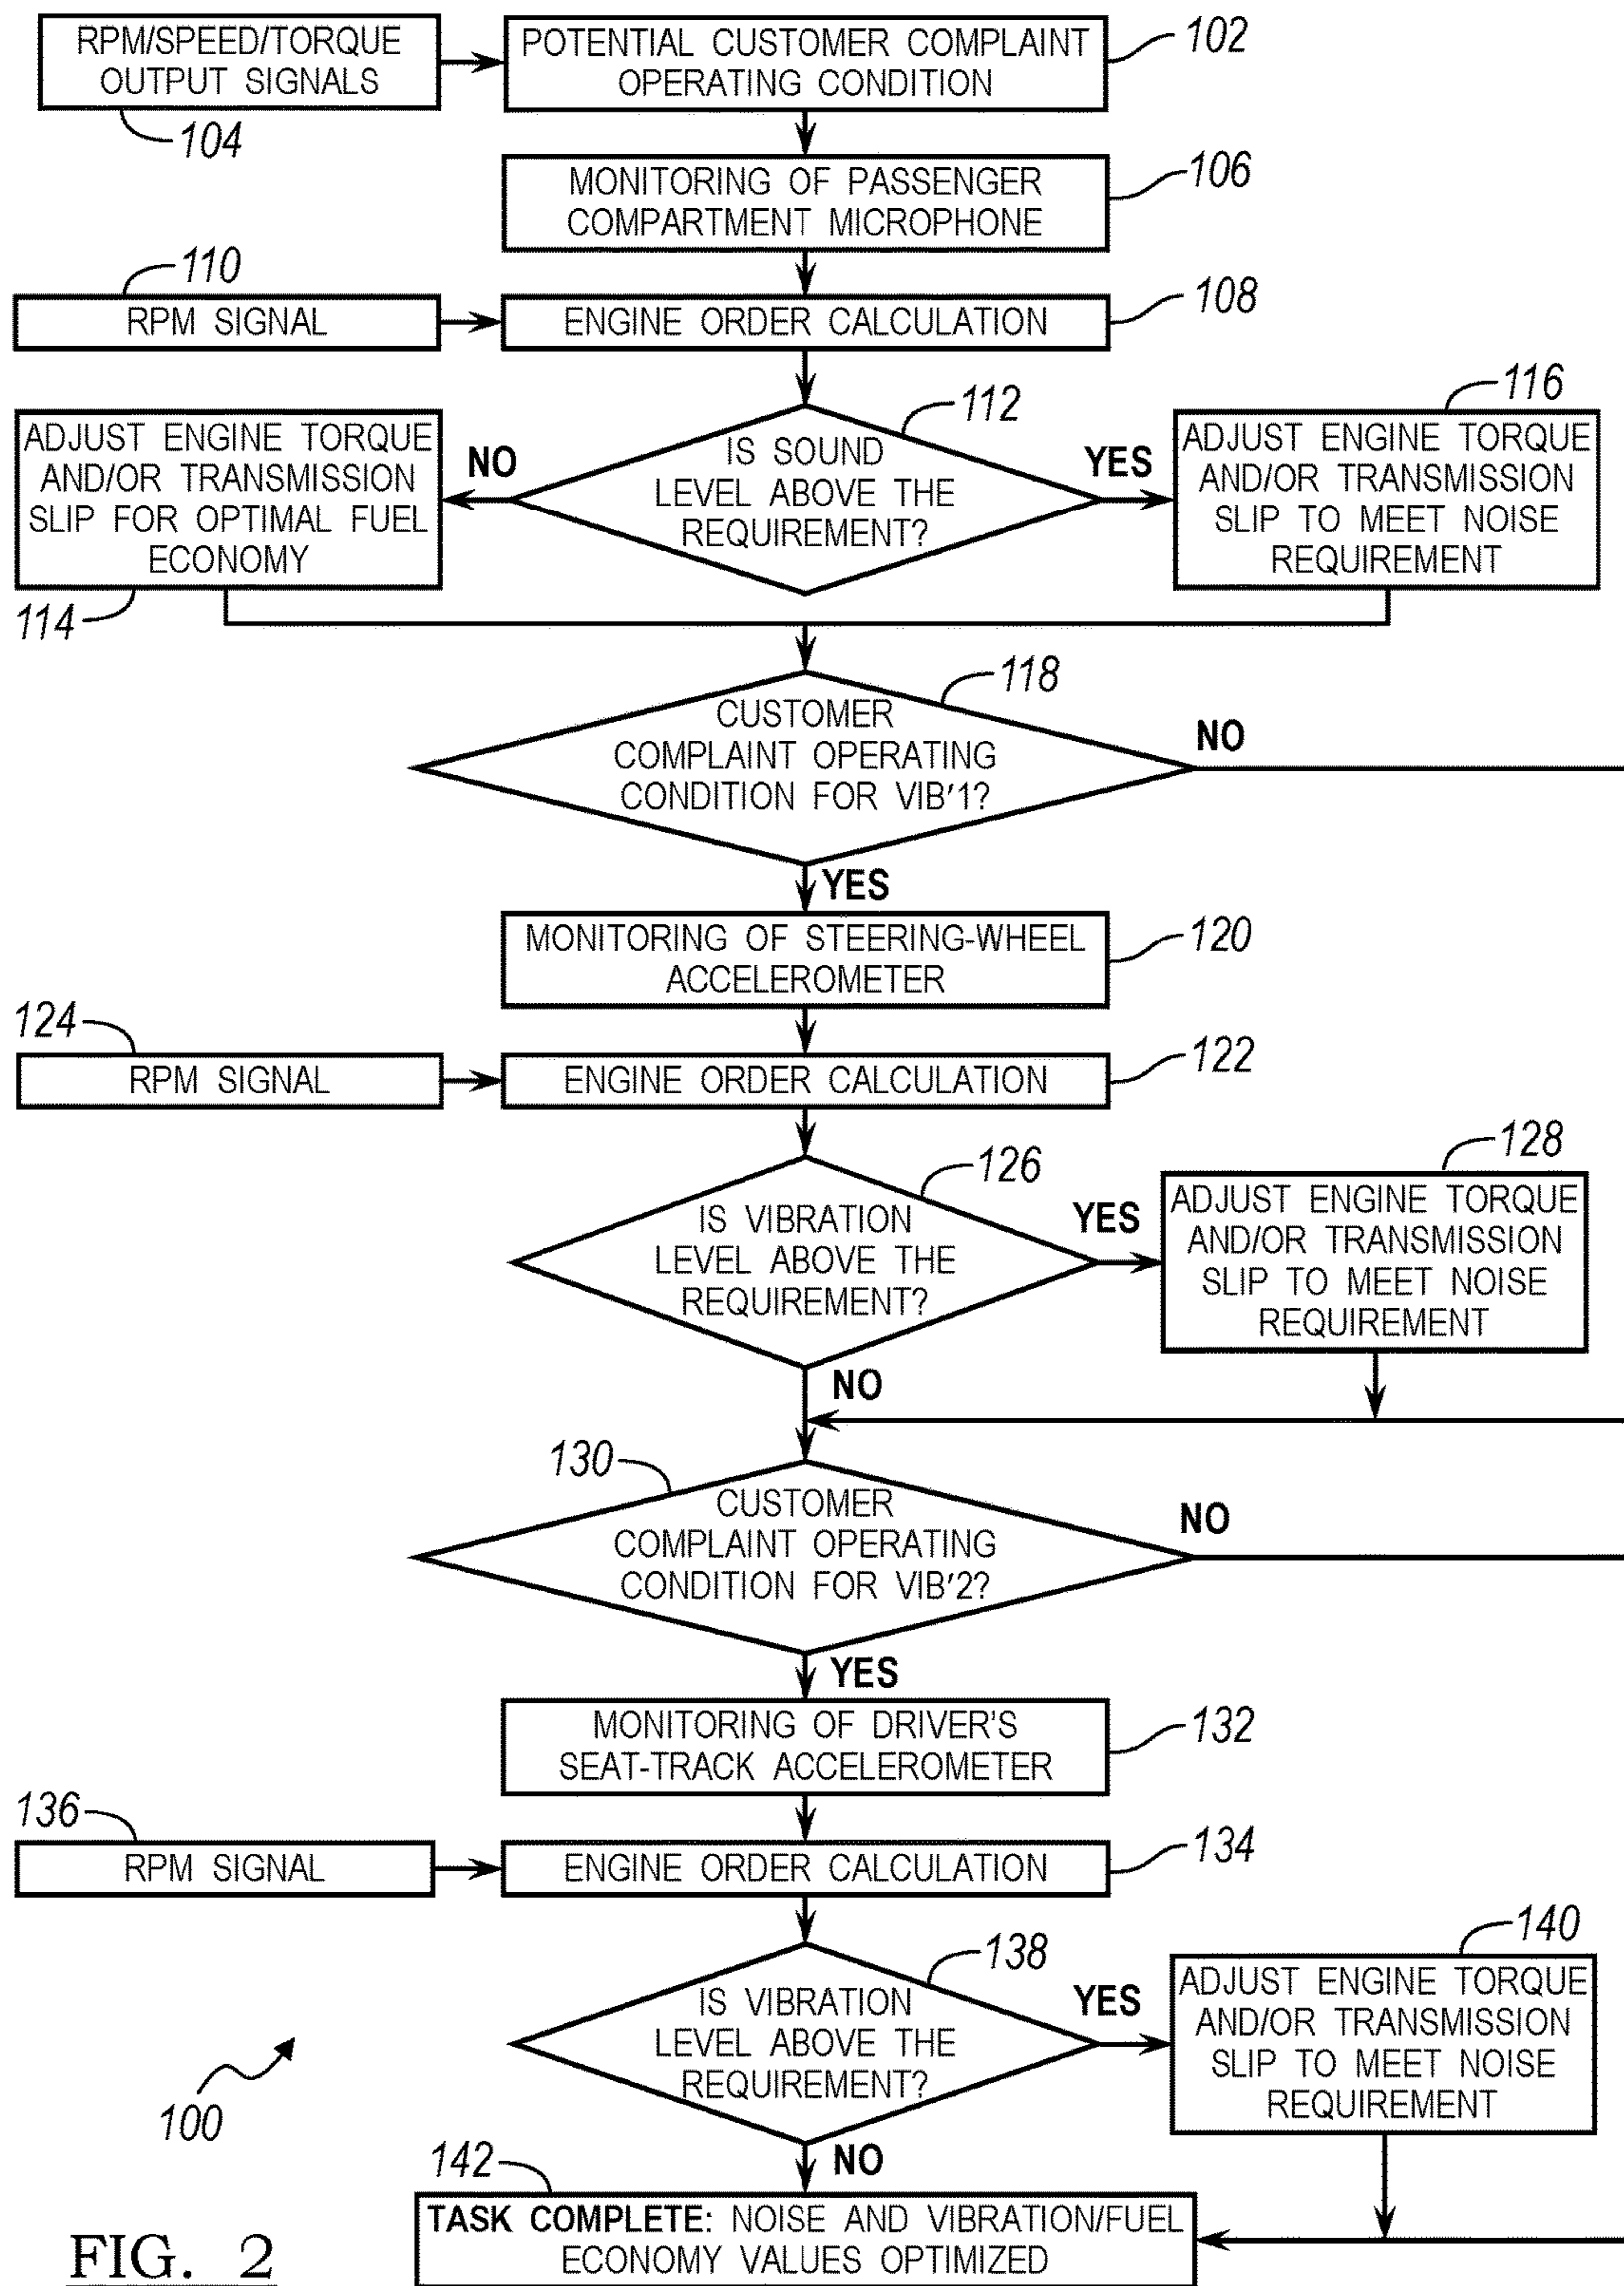 RPM/SPEED/TORQUE
OUTPUT SIGNALS
104
POTENTIAL CUSTOMER COMPLAINT
OPERATING CONDITION
102
MONITORING OF PASSENGER
COMPARTMENT MICROPHONE
106
110
RPM SIGNAL
ENGINE ORDER CALCULATION
108
112
IS SOUND
LEVEL ABOVE THE
REQUIREMENT?
NO
ADJUST ENGINE TORQUE
AND/OR TRANSMISSION
SLIP FOR OPTIMAL FUEL
ECONOMY
114
YES
116
ADJUST ENGINE TORQUE
AND/OR TRANSMISSION
SLIP TO MEET NOISE
REQUIREMENT
118
CUSTOMER
COMPLAINT OPERATING
CONDITION FOR VIB'1?
NO
YES
MONITORING OF STEERING-WHEEL
ACCELEROMETER
120
124
RPM SIGNAL
ENGINE ORDER CALCULATION
122
126
IS VIBRATION
LEVEL ABOVE THE
REQUIREMENT?
YES
128
ADJUST ENGINE TORQUE
AND/OR TRANSMISSION
SLIP TO MEET NOISE
REQUIREMENT
NO
130
CUSTOMER
COMPLAINT OPERATING
CONDITION FOR VIB'2?
NO
YES
MONITORING OF DRIVER'S
SEAT-TRACK ACCELEROMETER
132
136
RPM SIGNAL
ENGINE ORDER CALCULATION
134
138
IS VIBRATION
LEVEL ABOVE THE
REQUIREMENT?
YES
140
ADJUST ENGINE TORQUE
AND/OR TRANSMISSION
SLIP TO MEET NOISE
REQUIREMENT
100
NO
142
TASK COMPLETE: NOISE AND VIBRATION/FUEL
ECONOMY VALUES OPTIMIZED
FIG. 2